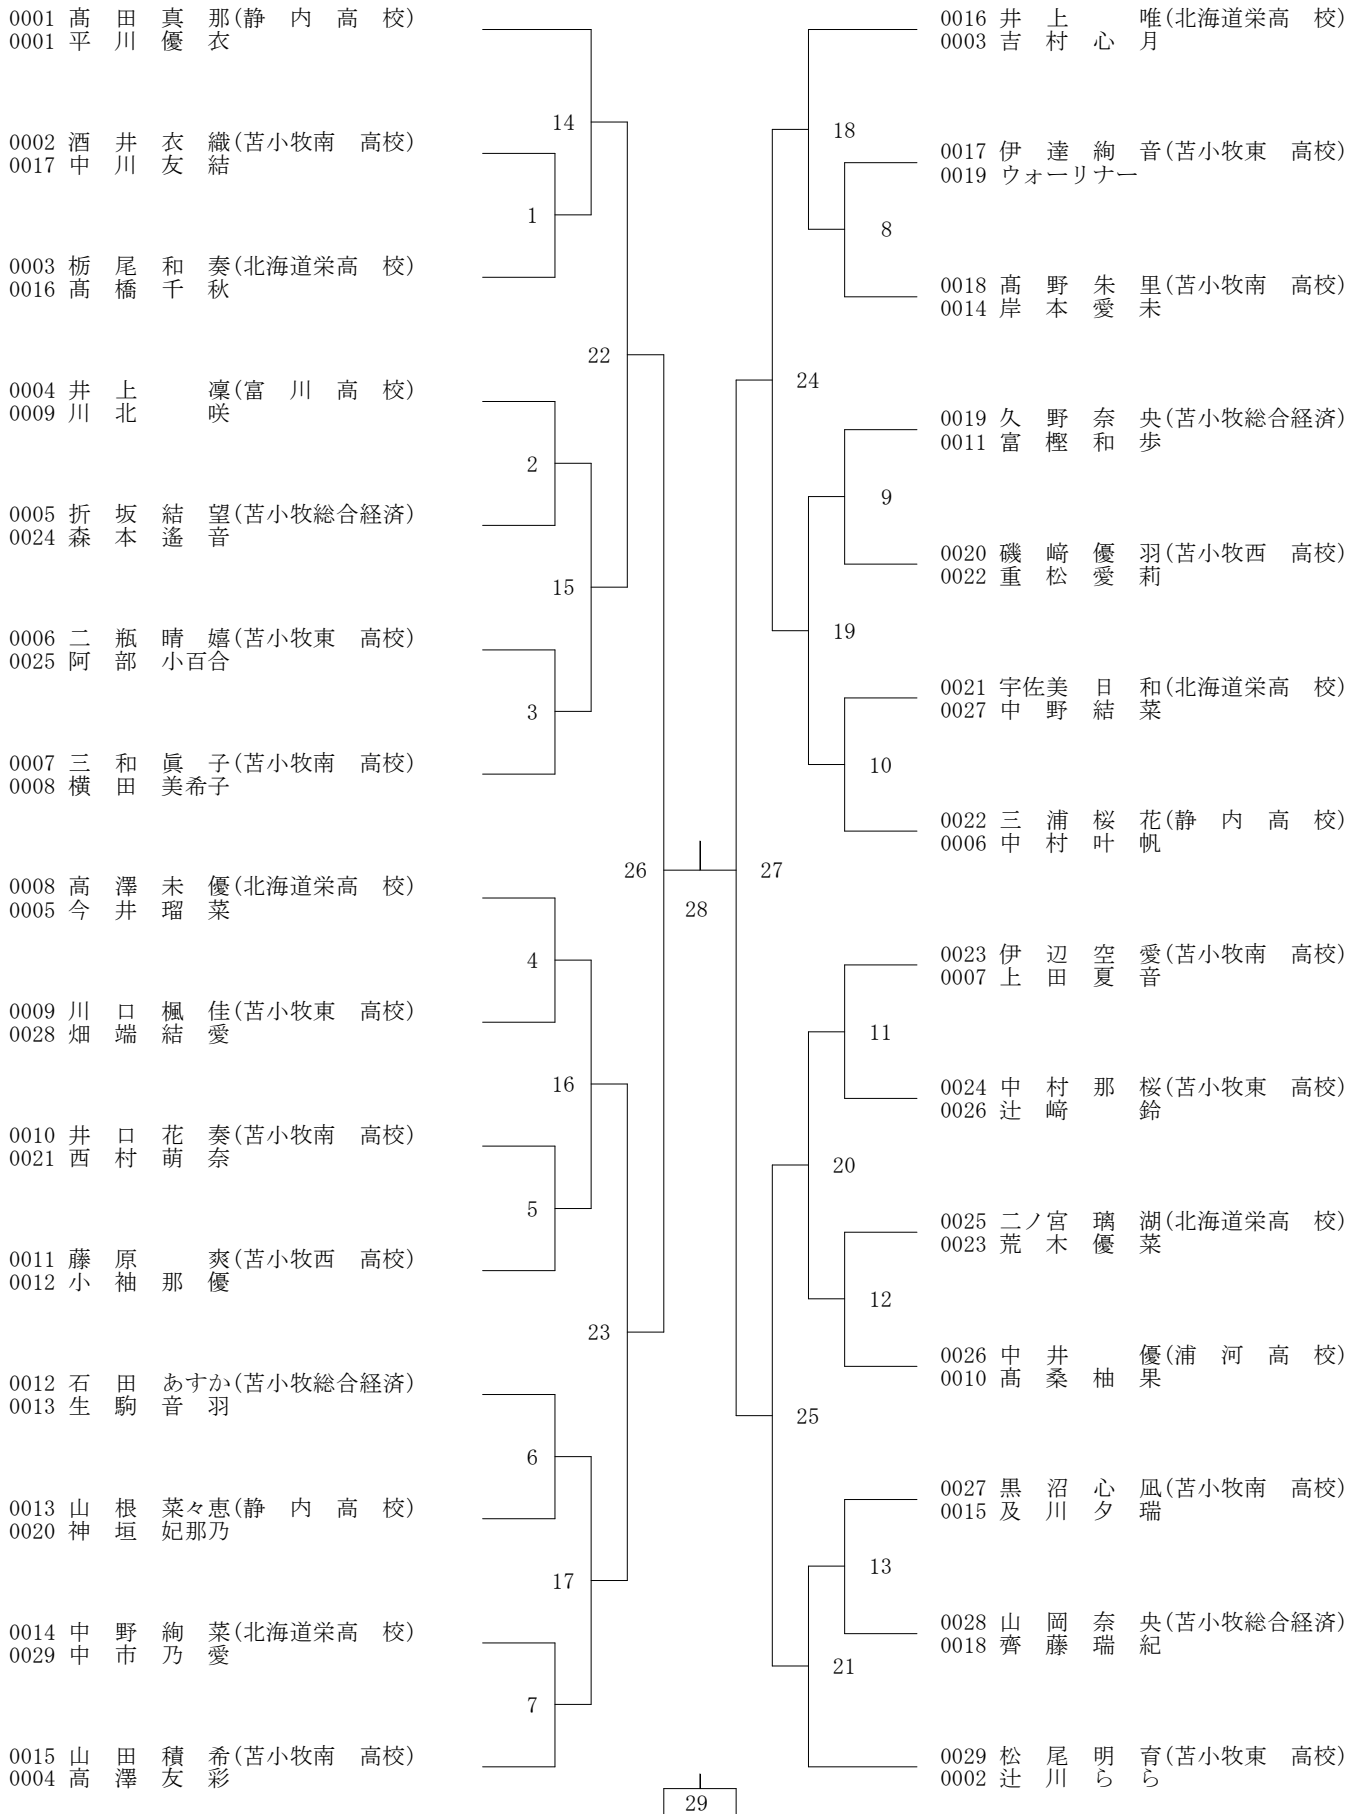 0001 髙 田 真 那(静 内 高 校)
0001 平 川 優 衣
14
0002 酒 井 衣 織(苫小牧南 高校)
0017 中 川 友 結
1
0003 栃 尾 和 奏(北海道栄高 校)
0016 髙 橋 千 秋
22
0004 井 上 凜(富 川 高 校)
0009 川 北 咲
2
0005 折 坂 結 望(苫小牧総合経済)
0024 森 本 遙 音
15
0006 二 瓶 晴 嬉(苫小牧東 高校)
0025 阿 部 小百合
3
0007 三 和 眞 子(苫小牧南 高校)
0008 横 田 美希子
26
0008 高 澤 未 優(北海道栄高 校)
0005 今 井 瑠 菜
4
0009 川 口 楓 佳(苫小牧東 高校)
0028 畑 端 結 愛
16
0010 井 口 花 奏(苫小牧南 高校)
0021 西 村 萌 奈
5
0011 藤 原 爽(苫小牧西 高校)
0012 小 袖 那 優
23
0012 石 田 あすか(苫小牧総合経済)
0013 生 駒 音 羽
6
0013 山 根 菜々恵(静 内 高 校)
0020 神 垣 妃那乃
17
0014 中 野 絢 菜(北海道栄高 校)
0029 中 市 乃 愛
7
0015 山 田 積 希(苫小牧南 高校)
0004 高 澤 友 彩
28
29
0016 井 上 唯(北海道栄高 校)
0003 吉 村 心 月
18
0017 伊 達 絢 音(苫小牧東 高校)
0019 ウォーリナー
8
0018 髙 野 朱 里(苫小牧南 高校)
0014 岸 本 愛 未
24
0019 久 野 奈 央(苫小牧総合経済)
0011 富 樫 和 歩
9
0020 磯 﨑 優 羽(苫小牧西 高校)
0022 重 松 愛 莉
19
0021 宇佐美 日 和(北海道栄高 校)
0027 中 野 結 菜
10
0022 三 浦 桜 花(静 内 高 校)
0006 中 村 叶 帆
27
0023 伊 辺 空 愛(苫小牧南 高校)
0007 上 田 夏 音
11
0024 中 村 那 桜(苫小牧東 高校)
0026 辻 﨑 鈴
20
0025 二ノ宮 璃 湖(北海道栄高 校)
0023 荒 木 優 菜
12
0026 中 井 優(浦 河 高 校)
0010 髙 桑 柚 果
25
0027 黒 沼 心 凪(苫小牧南 高校)
0015 及 川 夕 瑞
13
0028 山 岡 奈 央(苫小牧総合経済)
0018 齊 藤 瑞 紀
21
0029 松 尾 明 育(苫小牧東 高校)
0002 辻 川 ら ら